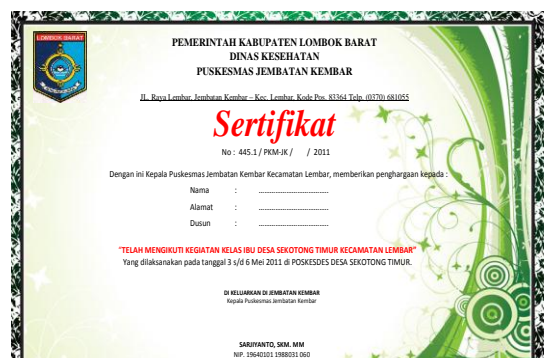 LOMBOK BARAT
PEMERINTAH KABUPATEN LOMBOK BARAT
DINAS KESEHATAN
PUSKESMAS JEMBATAN KEMBAR
JL. Raya Lembar, Jembatan Kembar – Kec. Lembar, Kode Pos. 83364 Telp. (0370) 681055
Sertifikat
No : 445.1 / PKM-JK / / 2011
Dengan ini Kepala Puskesmas Jembatan Kembar Kecamatan Lembar, memberikan penghargaan kepada :
Nama : ....................................
Alamat : ....................................
Dusun : ....................................
"TELAH MENGIKUTI KEGIATAN KELAS IBU DESA SEKOTONG TIMUR KECAMATAN LEMBAR"
Yang dilaksanakan pada tanggal 3 s/d 6 Mei 2011 di POSKESDES DESA SEKOTONG TIMUR.
DI KELUARKAN DI JEMBATAN KEMBAR
Kepala Puskesmas Jembatan Kembar
SARJIYANTO, SKM. MM
NIP. 19640101 1988031 060